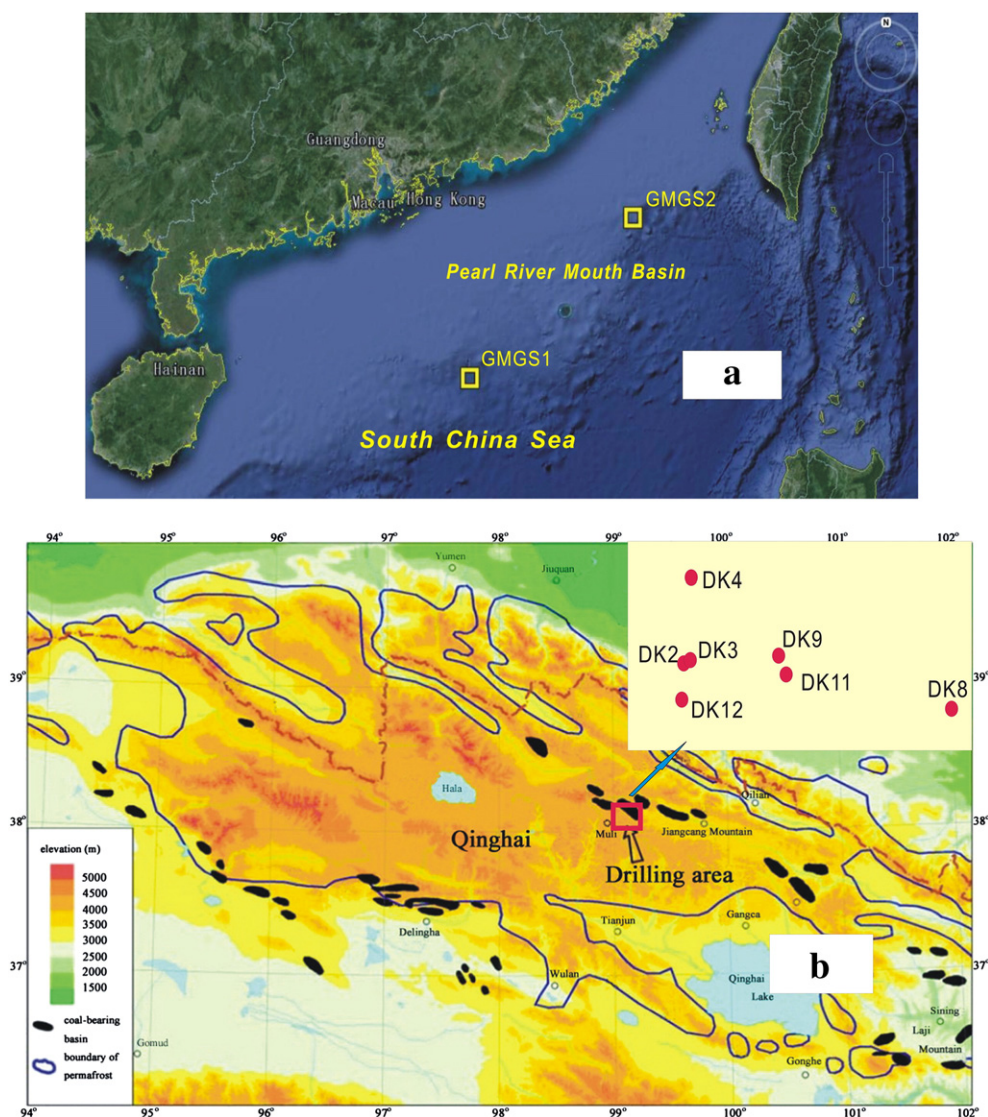 N
Guangdong
Macau
Hong Kong
GMGS2
Pearl River Mouth Basin
GMGS1
a
Hainan
South China Sea
94° 95° 96° 97° 98° 99° 100° 101° 102°
Yumen
Jiuquan
DK4
DK9
DK2
DK3
DK11
DK12
DK8
39°
39°
Hala
Qilian
38°
38°
Qinghai
Muli
Jiangcang Mountain
Drilling area
elevation (m)
5000
4500
4000
3500
3000
2500
2000
1500
coal-bearing
basin
boundary of
permafrost
Delingha
Tianjun
Gangca
b
37°
37°
Wulan
Qinghai
Lake
Sining
Laji
Mountain
Gomud
Gonghe
94° 95° 96° 97° 98° 99° 100° 101° 102°